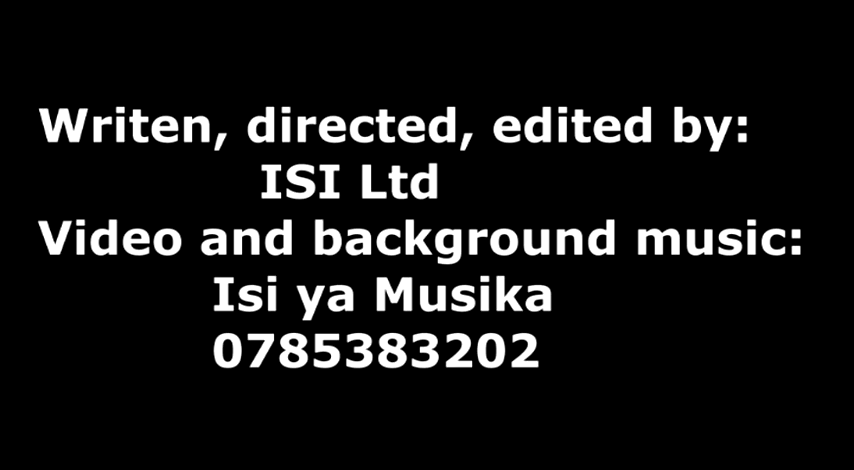 Writen, directed, edited by:
ISI Ltd
Video and background music:
Isi ya Musika
0785383202